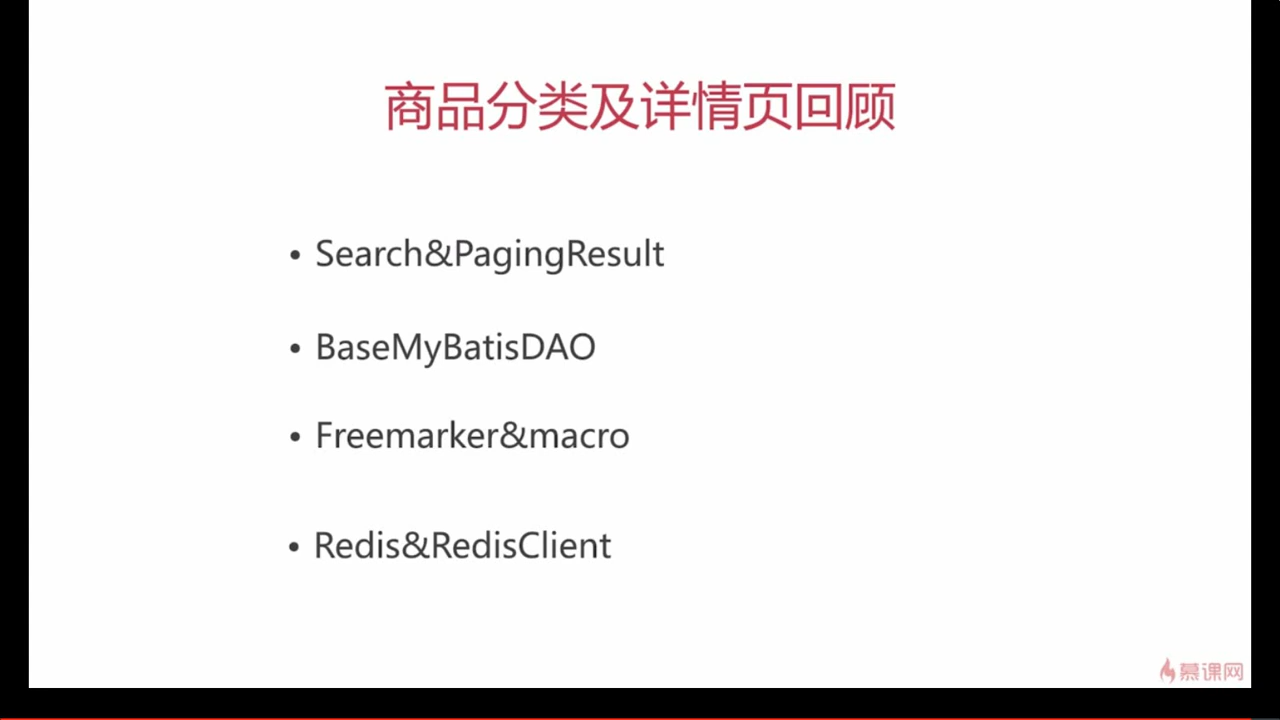 商品分类及详情页回顾
• Search&PagingResult
• BaseMyBatisDAO
• Freemarker&macro
• Redis&RedisClient
慕课网